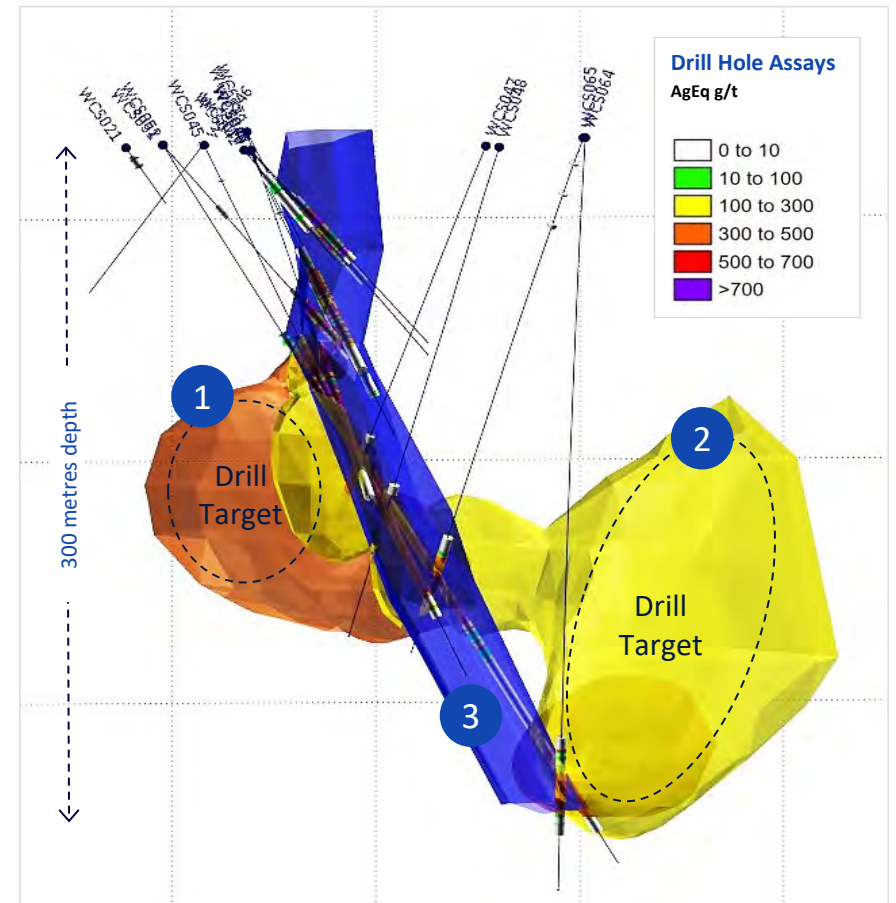 WCS021
WCS045
WCS047
WCS048
WCS065
WCS064
Drill Hole Assays
AgEq g/t
0 to 10
10 to 100
100 to 300
300 to 500
500 to 700
>700
1
2
300 metres depth
Drill
Target
Drill
Target
3